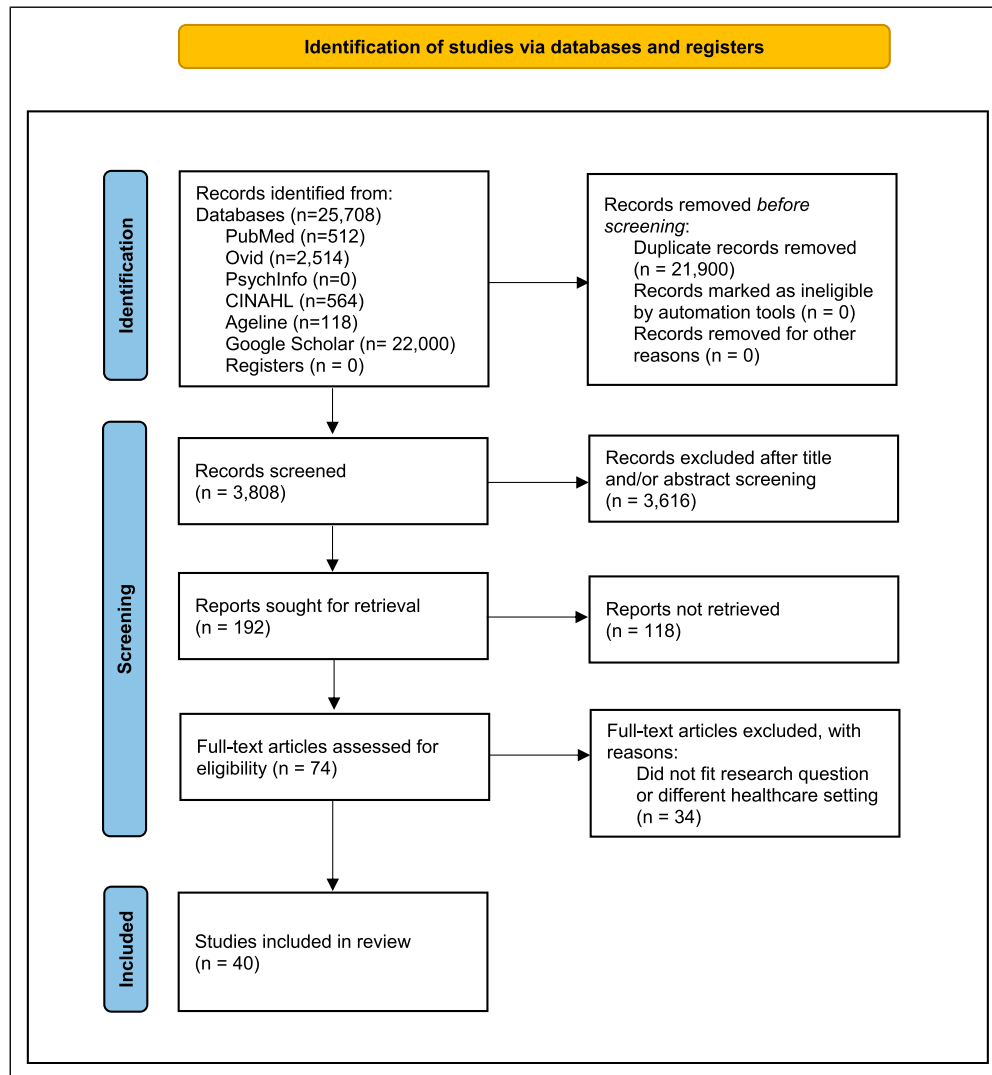 Identification of studies via databases and registers
Identification
Records identified from:
Databases (n=25,708)
PubMed (n=512)
Ovid (n=2,514)
PsychInfo (n=0)
CINAHL (n=564)
Ageline (n=118)
Google Scholar (n= 22,000)
Registers (n = 0)
Records removed before
screening:
Duplicate records removed
(n = 21,900)
Records marked as ineligible
by automation tools (n = 0)
Records removed for other
reasons (n = 0)
Screening
Records screened
(n = 3,808)
Records excluded after title
and/or abstract screening
(n = 3,616)
Reports sought for retrieval
(n = 192)
Reports not retrieved
(n = 118)
Full-text articles assessed for
eligibility (n = 74)
Full-text articles excluded, with
reasons:
Did not fit research question
or different healthcare setting
(n = 34)
Included
Studies included in review
(n = 40)